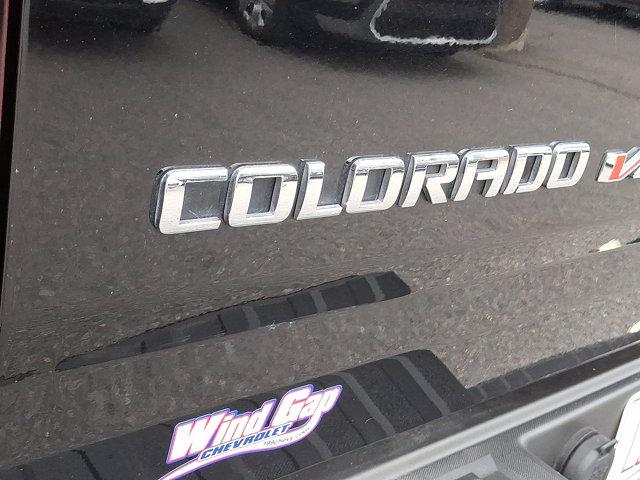 COLORADO V
Wind Gap
CHEVROLET